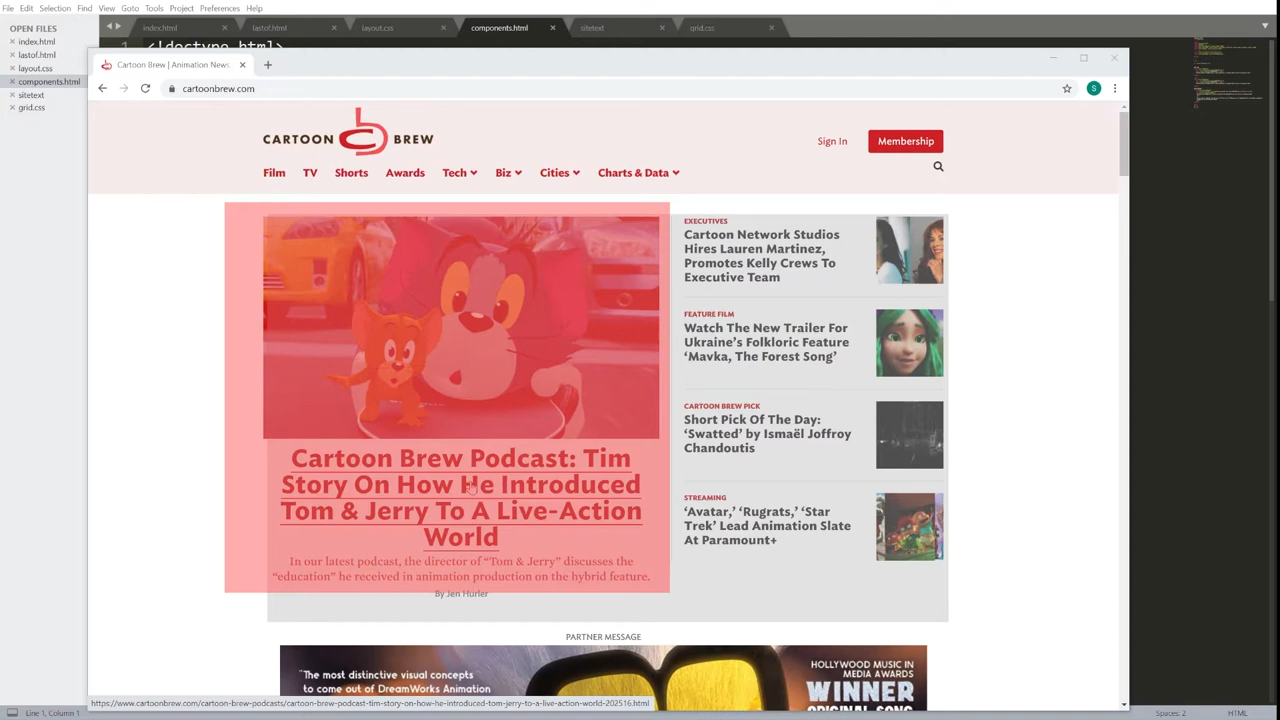 File Edit Selection Find View Goto Tools Project Preferences Help
OPEN FILES
index.html
lastof.html
layout.css
components.html
sitetext
grid.css
index.html
lastof.html
layout.css
components.html
sitetext
grid.css
1 <!doctype html>
Cartoon Brew | Animation News
cartoonbrew.com
S
CARTOON BREW
Sign In
Membership
Film TV Shorts Awards Tech Biz Cities Charts & Data
Cartoon Brew Podcast: Tim
Story On How He Introduced
Tom & Jerry To A Live-Action
World
In our latest podcast, the director of “Tom & Jerry” discusses the
“education” he received in animation production on the hybrid feature.
By Jen Hurler
EXECUTIVES
Cartoon Network Studios
Hires Lauren Martinez,
Promotes Kelly Crews To
Executive Team
FEATURE FILM
Watch The New Trailer For
Ukraine’s Folkloric Feature
‘Mavka, The Forest Song’
CARTOON BREW PICK
Short Pick Of The Day:
‘Swatted’ by Ismaël Joffroy
Chandoutis
STREAMING
‘Avatar,’ ‘Rugrats,’ ‘Star
Trek’ Lead Animation Slate
At Paramount+
PARTNER MESSAGE
"The most distinctive visual concepts
to come out of DreamWorks Animation
HOLLYWOOD MUSIC IN
MEDIA AWARDS
WINNER
ORIGINAL SONG
https://www.cartoonbrew.com/cartoon-brew-podcasts/cartoon-brew-podcast-tim-story-on-how-he-introduced-tom-jerry-to-a-live-action-world-202516.html
Line 1, Column 1
Spaces: 2
HTML